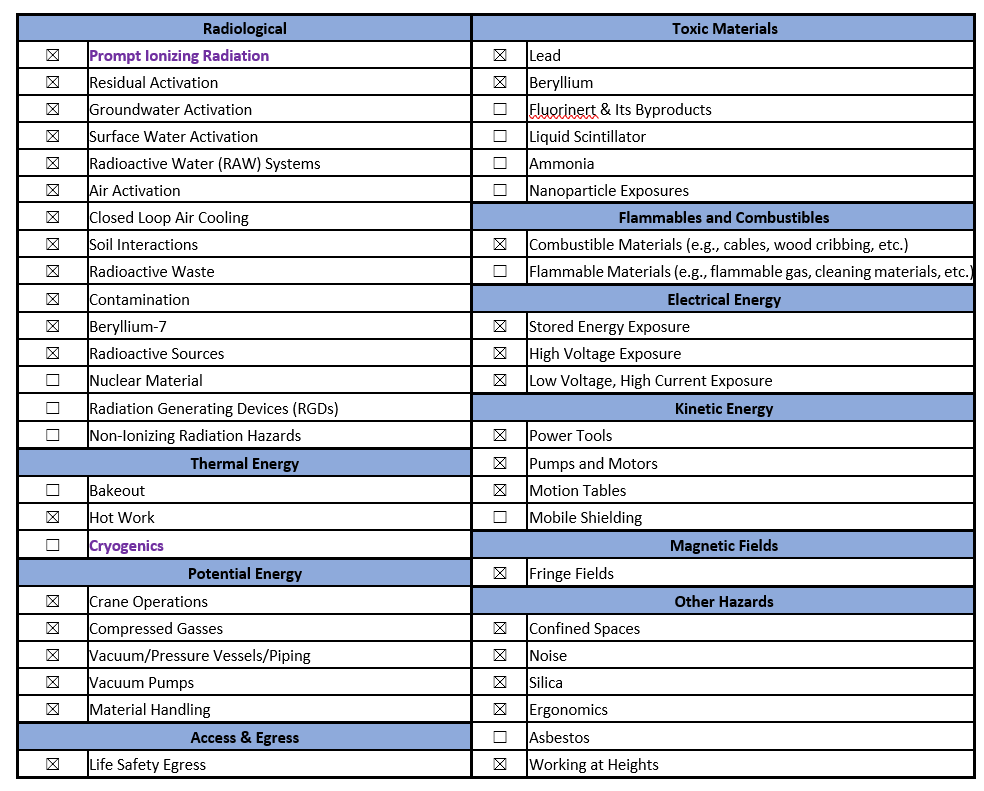 Radiological
☒ Prompt Ionizing Radiation
☒ Residual Activation
☒ Groundwater Activation
☒ Surface Water Activation
☒ Radioactive Water (RAW) Systems
☒ Air Activation
☒ Closed Loop Air Cooling
☒ Soil Interactions
☒ Radioactive Waste
☒ Contamination
☒ Beryllium-7
☒ Radioactive Sources
☐ Nuclear Material
☐ Radiation Generating Devices (RGDs)
☐ Non-Ionizing Radiation Hazards
Thermal Energy
☐ Bakeout
☒ Hot Work
☐ Cryogenics
Potential Energy
☒ Crane Operations
☒ Compressed Gasses
☒ Vacuum/Pressure Vessels/Piping
☒ Vacuum Pumps
☒ Material Handling
Access & Egress
☒ Life Safety Egress
Toxic Materials
☒ Lead
☒ Beryllium
☐ Fluorinert & Its Byproducts
☐ Liquid Scintillator
☐ Ammonia
☐ Nanoparticle Exposures
Flammables and Combustibles
☒ Combustible Materials (e.g., cables, wood cribbing, etc.)
☐ Flammable Materials (e.g., flammable gas, cleaning materials, etc.)
Electrical Energy
☒ Stored Energy Exposure
☒ High Voltage Exposure
☒ Low Voltage, High Current Exposure
Kinetic Energy
☒ Power Tools
☒ Pumps and Motors
☒ Motion Tables
☐ Mobile Shielding
Magnetic Fields
☒ Fringe Fields
Other Hazards
☒ Confined Spaces
☒ Noise
☒ Silica
☒ Ergonomics
☐ Asbestos
☒ Working at Heights